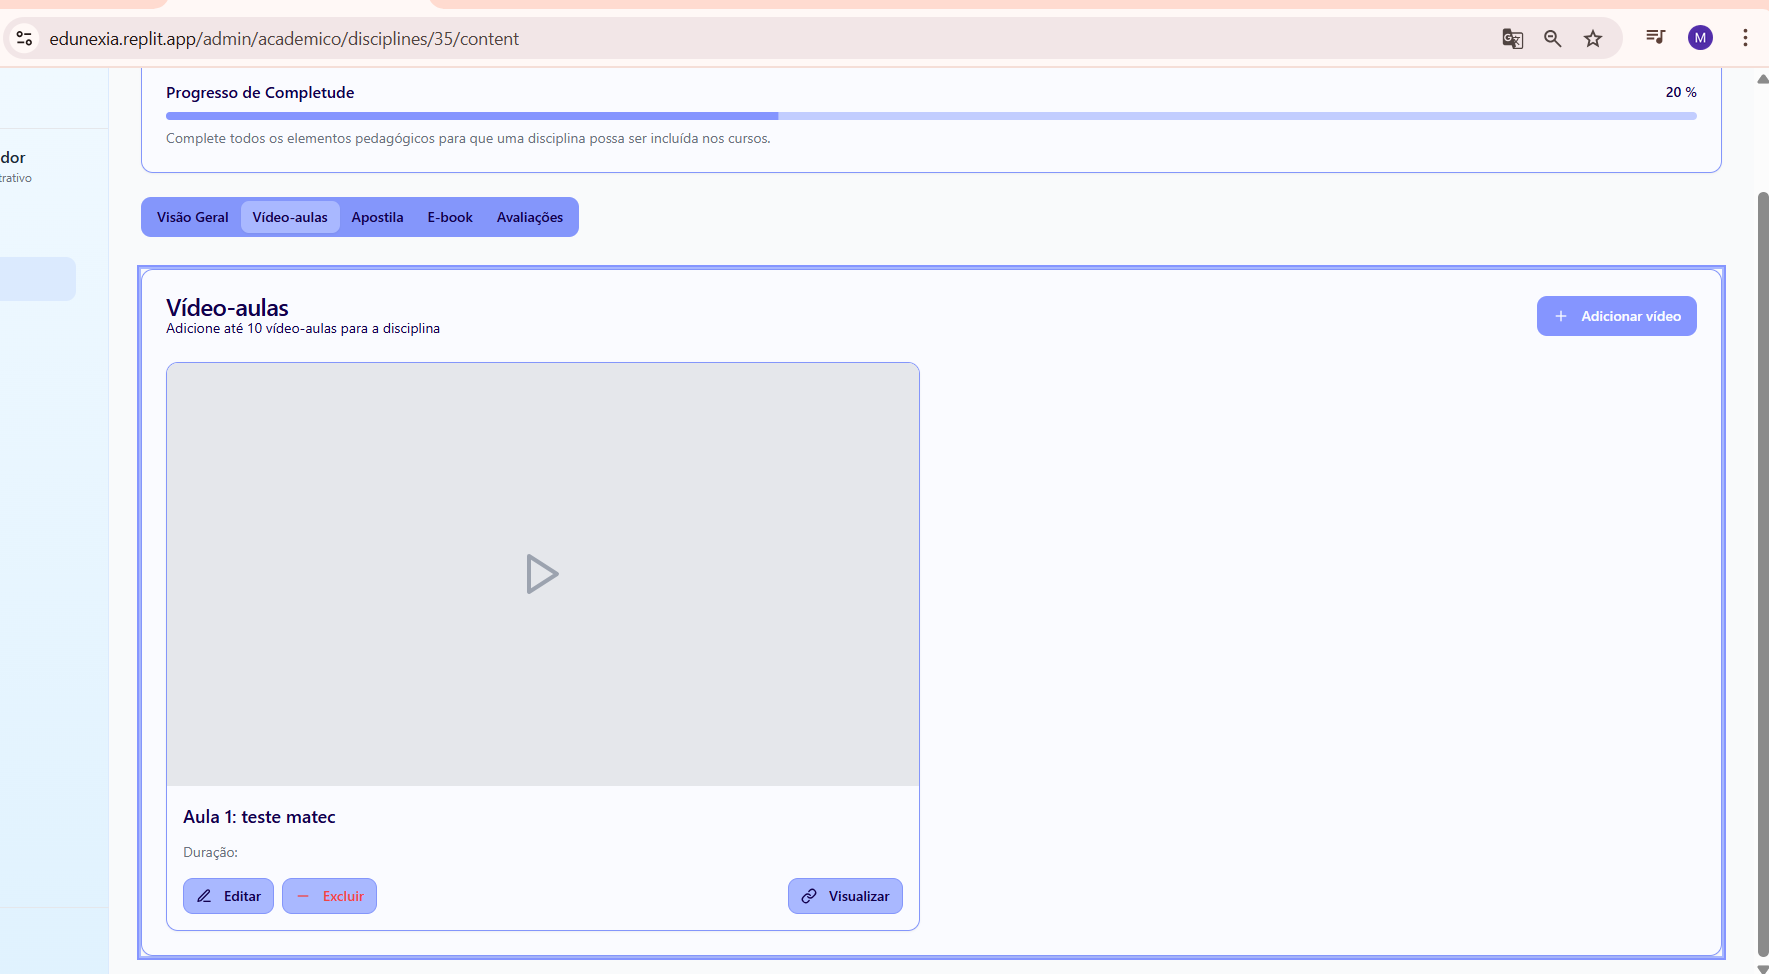 edunexia.replit.app/admin/academico/disciplines/35/content
M
Progresso de Completude
20 %
Complete todos os elementos pedagógicos para que uma disciplina possa ser incluída nos cursos.
dor
trativo
Visão Geral
Vídeo-aulas
Apostila
E-book
Avaliações
Vídeo-aulas
Adicione até 10 vídeo-aulas para a disciplina
+ Adicionar vídeo
Aula 1: teste matec
Duração:
Editar
Excluir
Visualizar